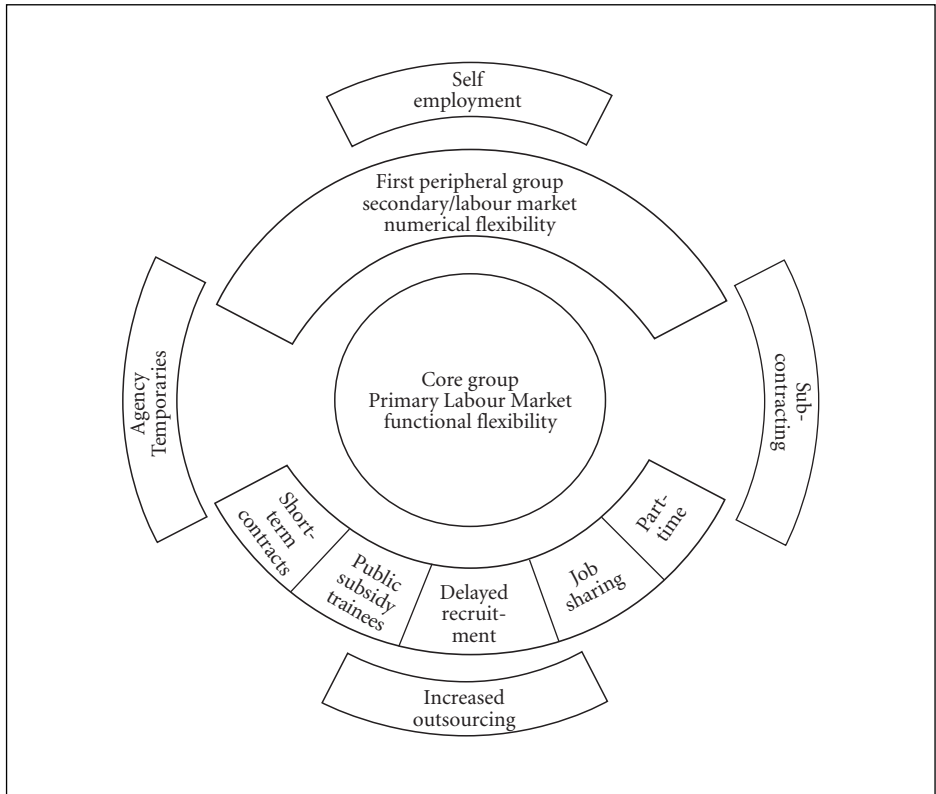 Self
employment
First peripheral group
secondary/labour market
numerical flexibility
Agency
Temporaries
Sub-
contracting
Core group
Primary Labour Market
functional flexibility
Short-
term
contracts
Public
subsidy
trainees
Delayed
recruit-
ment
Job
sharing
Part-
time
Increased
outsourcing